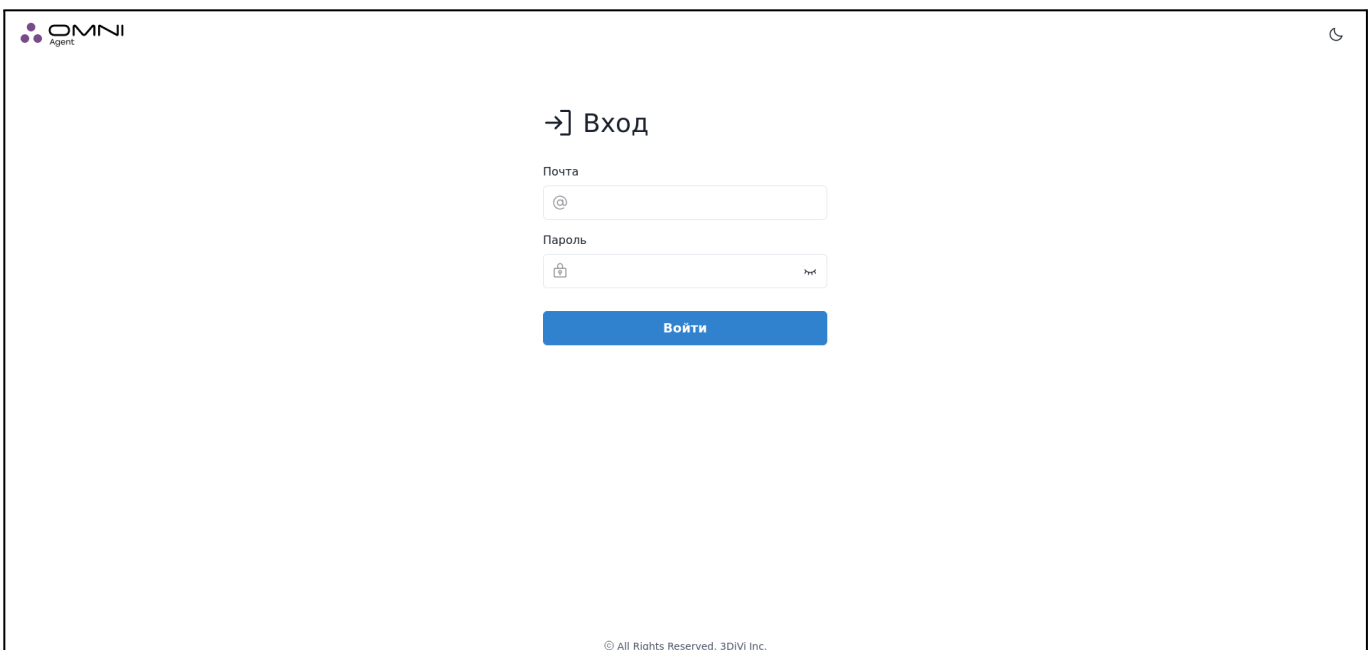 OMNI
Agent
Вход
Почта
Пароль
Войти
© All Rights Reserved. 3DiVi Inc.